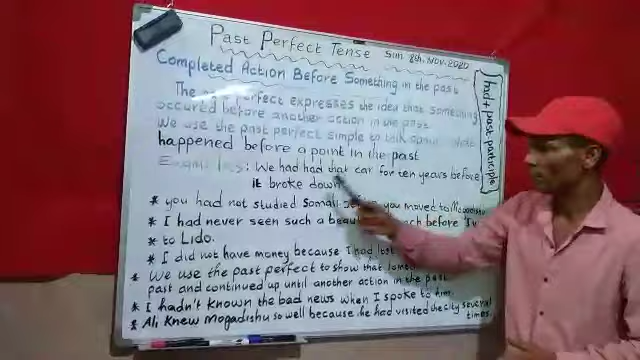 Past Perfect Tense Sun 8th, Nov. 2020
Completed Action Before Something in the past
had + past participle
The perfect expresses the idea that something
occured before another action in the past
We use the past perfect simple to talk
happened before a point in the past
: We had had that car for ten years before
it broke down
* you had not studied Somali you moved to
* I had never seen such a before I
* to Lido.
* I did not have money because I had lost
* We use the past perfect to show that
past and continued up until another action in the past
* I hadn't known the bad news when I spoke to him.
* Ali knew Mogadishu so well because he had visited the city several
times.